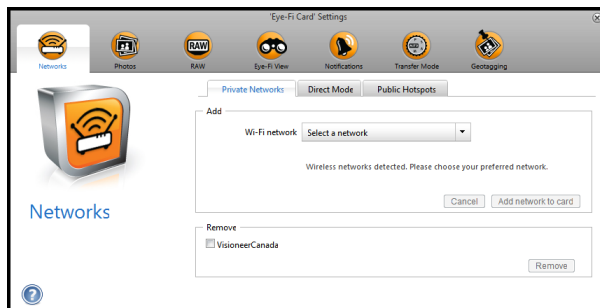 'Eye-Fi Card' Settings
Networks
Photos
RAW
RAW
Eye-Fi View
Notifications
Transfer Mode
Geotagging
Private Networks
Direct Mode
Public Hotspots
Add
Wi-Fi network
Select a network
Wireless networks detected. Please choose your preferred network.
Cancel
Add network to card
Networks
Remove
VisioneerCanada
Remove
?